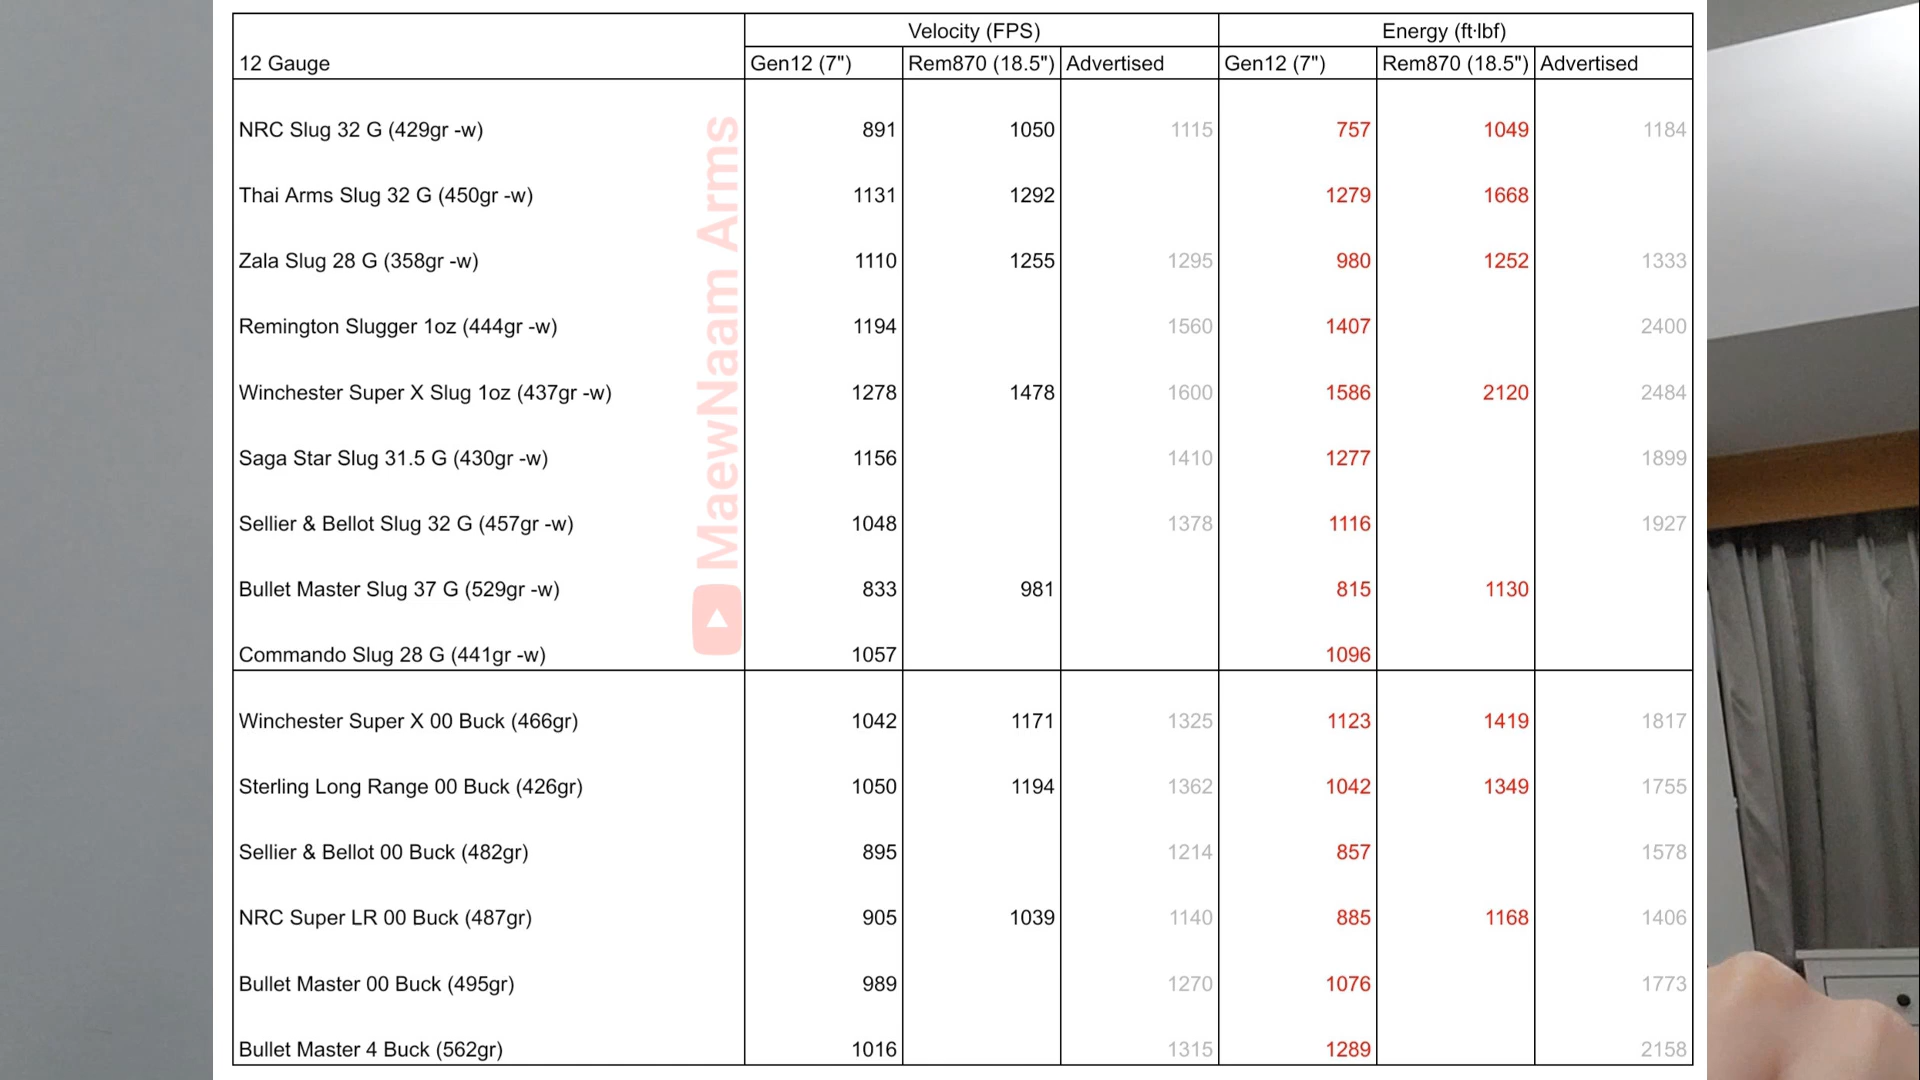 Velocity (FPS) Energy (ft·lbf)
12 Gauge Gen12 (7") Rem870 (18.5") Advertised Gen12 (7") Rem870 (18.5") Advertised
NRC Slug 32 G (429gr -w) 891 1050 1115 757 1049 1184
Thai Arms Slug 32 G (450gr -w) 1131 1292 1279 1668
Zala Slug 28 G (358gr -w) 1110 1255 1295 980 1252 1333
Remington Slugger 1oz (444gr -w) 1194 1560 1407 2400
Winchester Super X Slug 1oz (437gr -w) 1278 1478 1600 1586 2120 2484
Saga Star Slug 31.5 G (430gr -w) 1156 1410 1277 1899
Sellier & Bellot Slug 32 G (457gr -w) 1048 1378 1116 1927
Bullet Master Slug 37 G (529gr -w) 833 981 815 1130
Commando Slug 28 G (441gr -w) 1057 1096
Winchester Super X 00 Buck (466gr) 1042 1171 1325 1123 1419 1817
Sterling Long Range 00 Buck (426gr) 1050 1194 1362 1042 1349 1755
Sellier & Bellot 00 Buck (482gr) 895 1214 857 1578
NRC Super LR 00 Buck (487gr) 905 1039 1140 885 1168 1406
Bullet Master 00 Buck (495gr) 989 1270 1076 1773
Bullet Master 4 Buck (562gr) 1016 1315 1289 2158
MaewNaam Arms